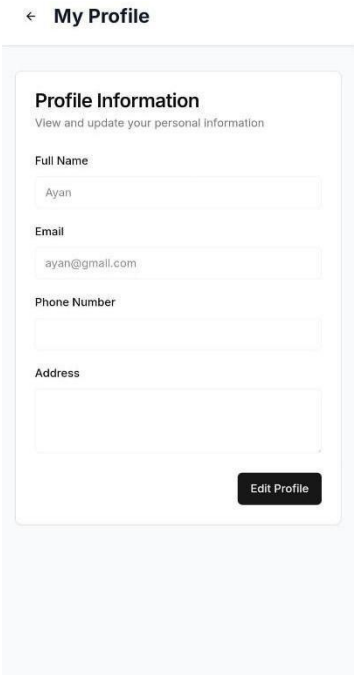 ← My Profile
Profile Information
View and update your personal information
Full Name
Ayan
Email
ayan@gmail.com
Phone Number
Address
Edit Profile